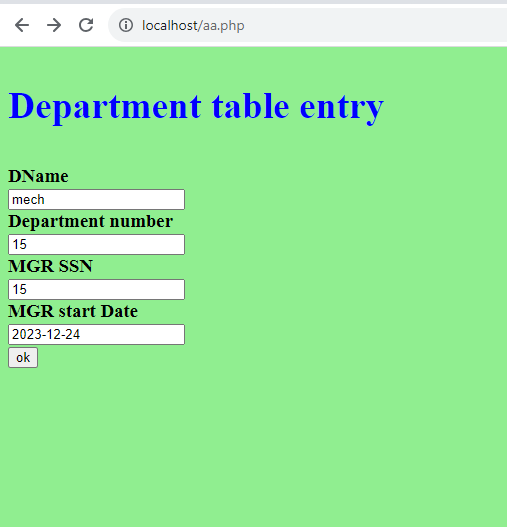 localhost/aa.php
Department table entry
DName
mech
Department number
15
MGR SSN
15
MGR start Date
2023-12-24
ok